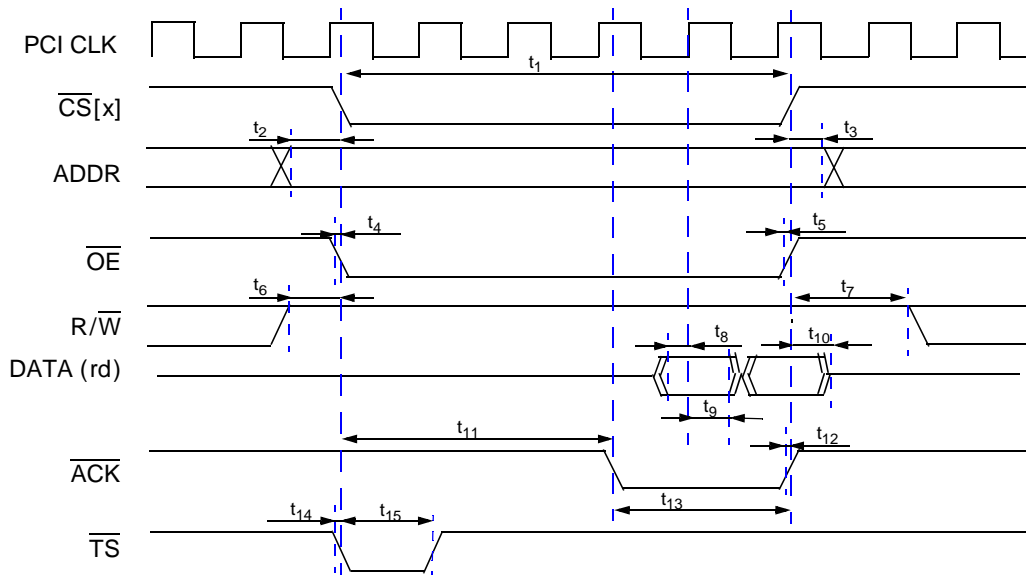 PCI CLK
t1
CS[x]
t2
t3
ADDR
t4
t5
OE
t6
t7
R/W
t8
t10
DATA (rd)
t9
t11
t12
ACK
t13
t14
t15
TS